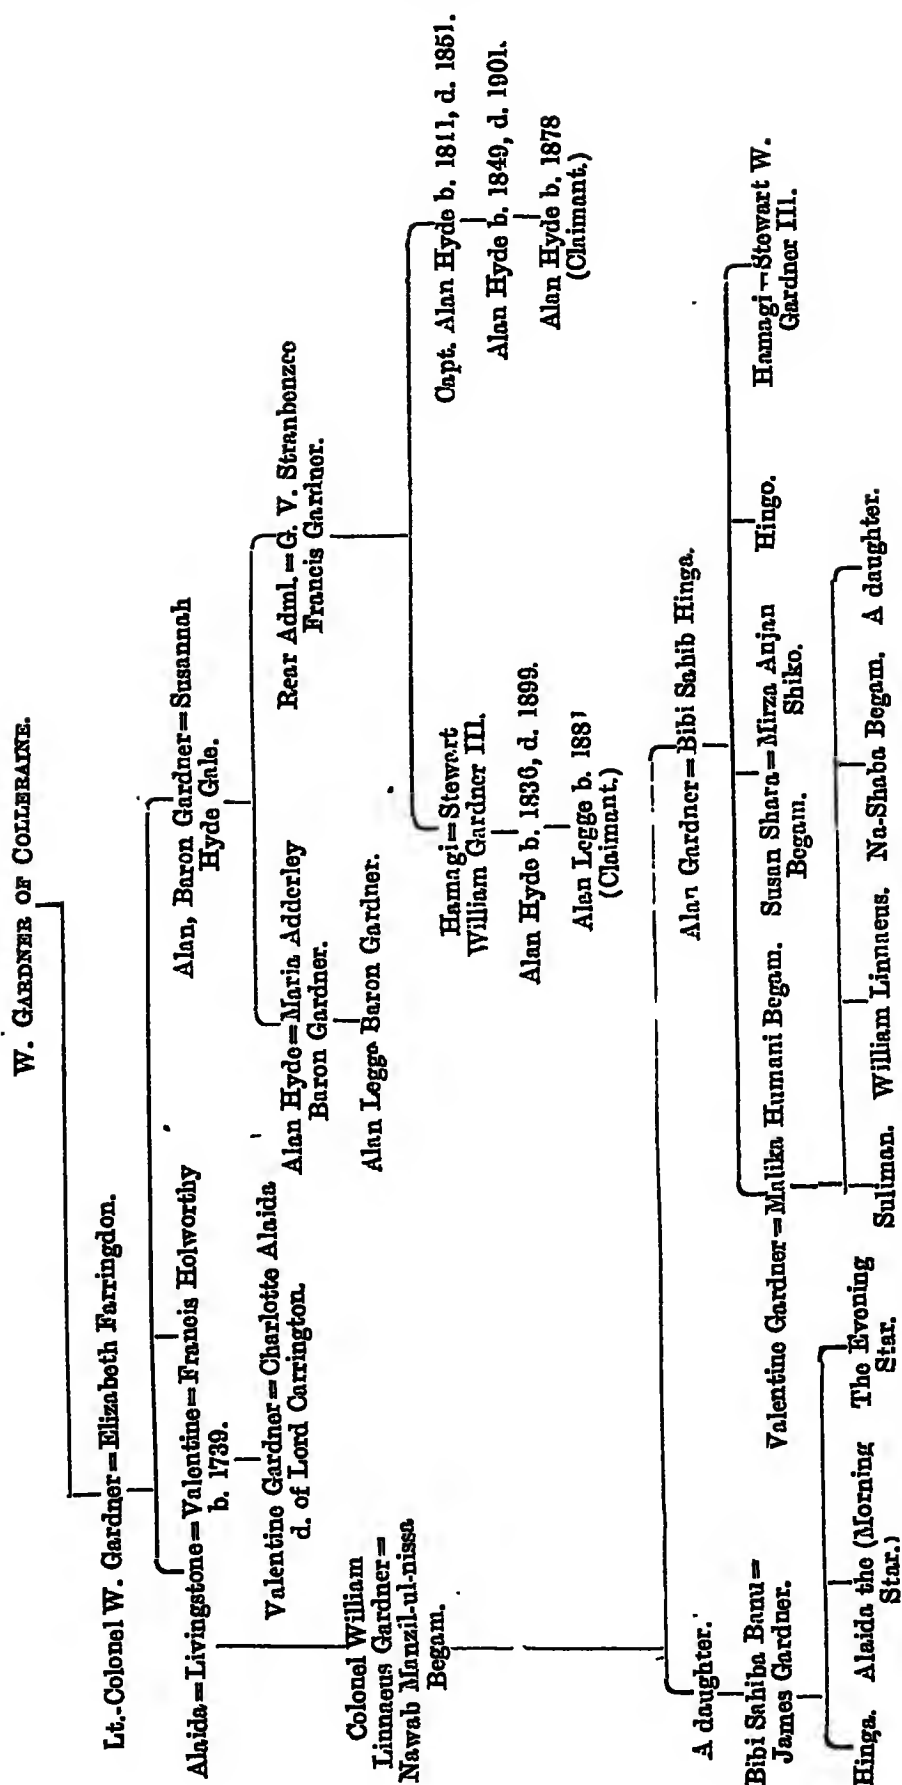 W. GARDNER OF COLLERAINE.
Lt.-Colonel W. Gardner=Elizabeth Farringdon.
Alaida=Livingstone=Valentine=Francis Holworthy
b. 1739.
Alan, Baron Gardner=Susannah
Hyde Gale.
Valentine Gardner=Charlotte Alaida
d. of Lord Carrington.
Alan Hyde=Maria Adderley
Baron Gardner.
Rear Adml.=G. V. Stranbonzeo
Francis Gardner.
Colonel William
Linnaeus Gardner=
Nawab Manzil-ul-nissa
Begam.
Alan Legge Baron Gardner.
Hamagi=Stewart
William Gardner III.
Alan Hyde b. 1836, d. 1899.
Alan Legge b. 1881
(Claimant.)
Capt. Alan Hyde b. 1811, d. 1851.
Alan Hyde b. 1849, d. 1901.
Alan Hyde b. 1878
(Claimant.)
A daughter.
Alan Gardner=Bibi Sahib Hinga.
Bibi Sahiba Banu=
James Gardner.
Valentine Gardner=Malika Humani Begam.
Susan Shara=Mirza Anjan
Begam. Shiko.
Hingo.
Hamagi=Stewart W.
Gardner III.
Hinga. Alaida the (Morning
Star.)
The Evening
Star.
Suliman. William Linnaeus. Na-Shaba Begam. A daughter.